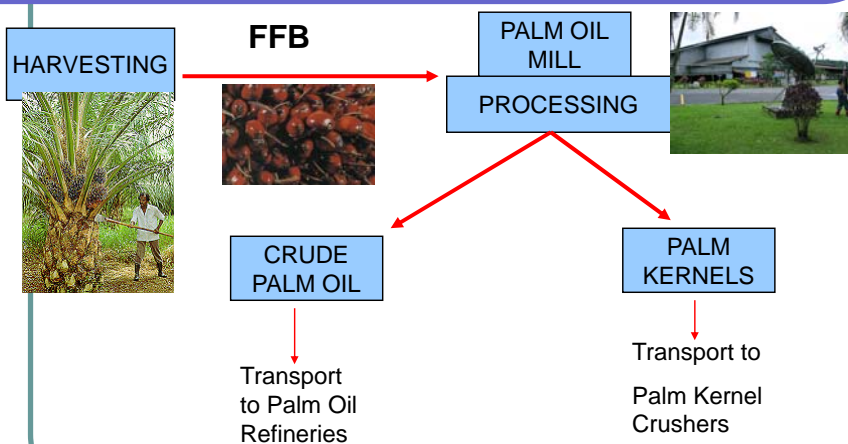 HARVESTING
FFB
PALM OIL
MILL
PROCESSING
CRUDE
PALM OIL
PALM
KERNELS
Transport
to Palm Oil
Refineries
Transport to
Palm Kernel
Crushers